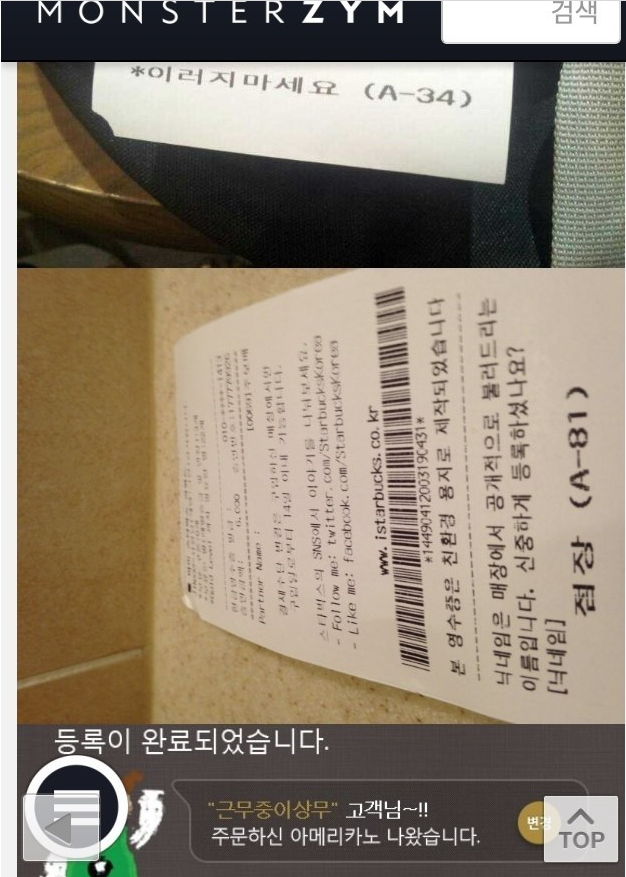 MONSTERZYM
검색
*이러지마세요 (A-34)
Partner Name :
결제수단 변경은 구입하신 매장에서만
구입일로부터 14일 이내 가능합니다.
스타벅스의 SNS에서 이야기를 나눠보세요.
- Follow me: twitter.com/StarbucksKorea
- Like me: facebook.com/StarbucksKorea
www.istarbucks.co.kr
*14490412003190431*
본 영수증은 친환경 용지로 제작되었습니다
닉네임은 매장에서 공개적으로 불러드리는
이름입니다. 신중하게 등록하셨나요?
[닉네임]
점장 (A-81)
등록이 완료되었습니다.
"근무중이상무" 고객님~!!
주문하신 아메리카노 나왔습니다.
변경
TOP